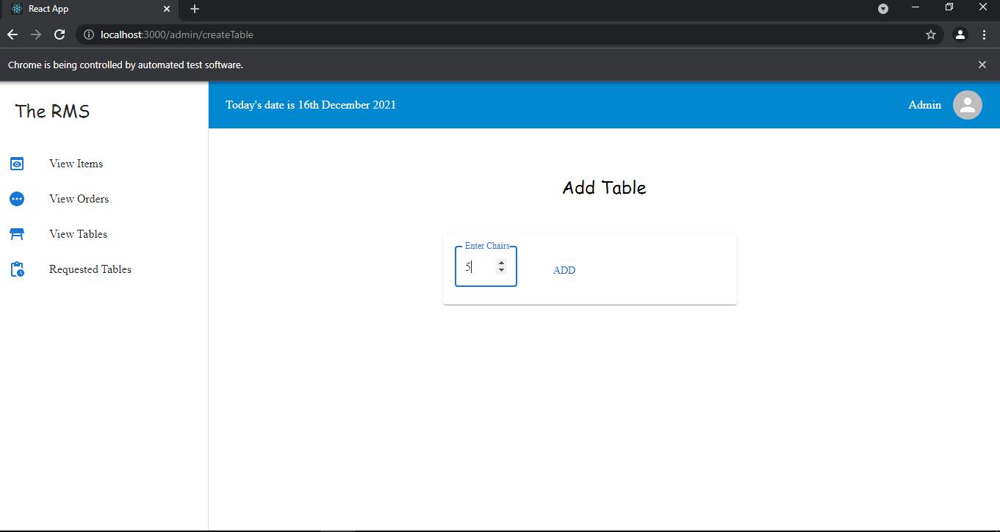 React App
localhost:3000/admin/createTable
Chrome is being controlled by automated test software.
The RMS
Today's date is 16th December 2021
Admin
View Items
View Orders
View Tables
Requested Tables
Add Table
Enter Chairs
5
ADD